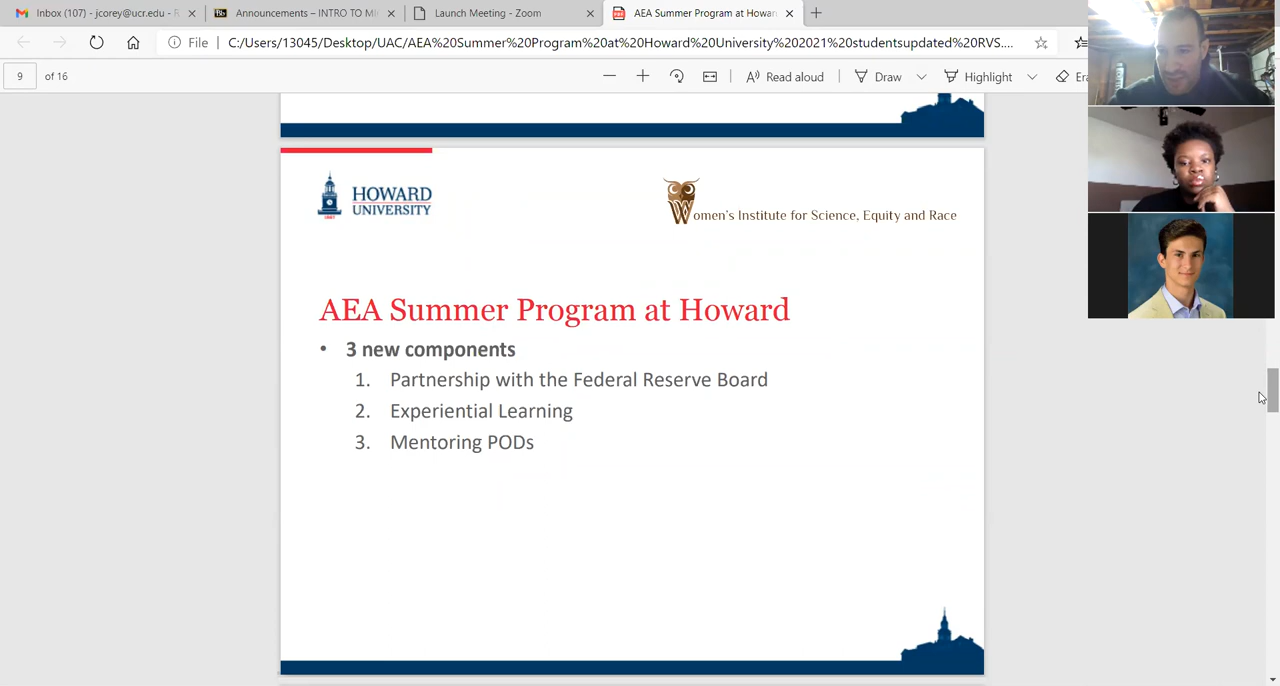 Inbox (107) - jcorey@ucr.edu - R
Announcements – INTRO TO MI
Launch Meeting - Zoom
AEA Summer Program at Howar
File
C:/Users/13045/Desktop/UAC/AEA%20Summer%20Program%20at%20Howard%20University%202021%20studentsupdated%20RVS....
9 of 16
Read aloud
Draw
Highlight
Era
HOWARD
UNIVERSITY
Women's Institute for Science, Equity and Race
AEA Summer Program at Howard
• 3 new components
1. Partnership with the Federal Reserve Board
2. Experiential Learning
3. Mentoring PODs